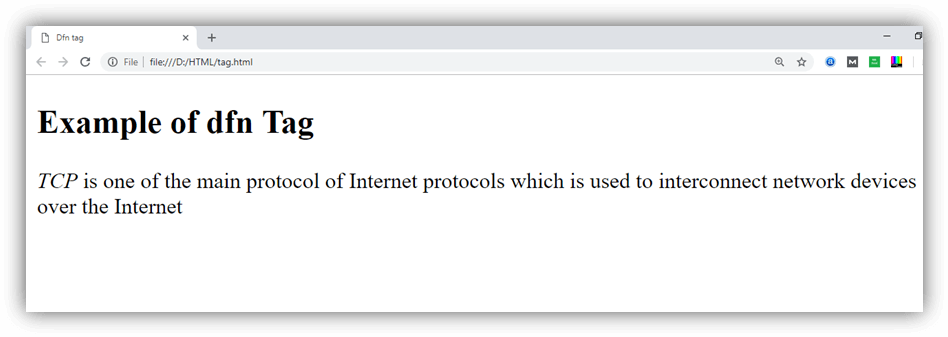 Dfn tag
File file:///D:/HTML/tag.html
Example of dfn Tag
TCP is one of the main protocol of Internet protocols which is used to interconnect network devices
over the Internet